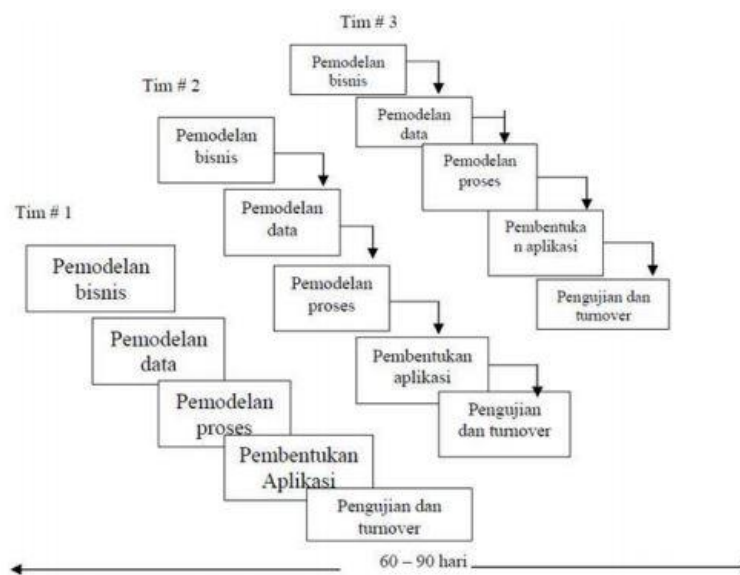 Tim # 3
Pemodelan
bisnis
Pemodelan
data
Pemodelan
proses
Pembentuka
n aplikasi
Pengujian dan
turnover
Tim # 2
Pemodelan
bisnis
Pemodelan
data
Pemodelan
proses
Pembentukan
aplikasi
Pengujian
dan turnover
Tim # 1
Pemodelan
bisnis
Pemodelan
data
Pemodelan
proses
Pembentukan
Aplikasi
Pengujian dan
turnover
60 – 90 hari